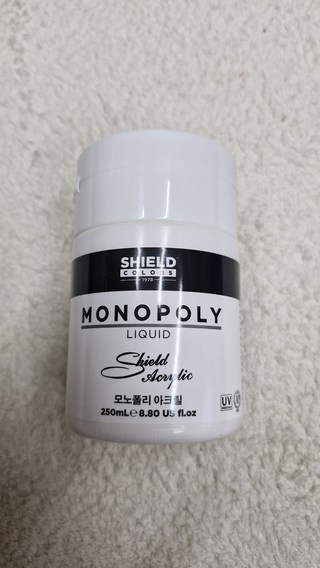 SHIELD
COLORS
1978
MONOPOLY
LIQUID
Shield
Acrylic
모노폴리 아크릴
250mL℮8.80 US fl.oz
UV